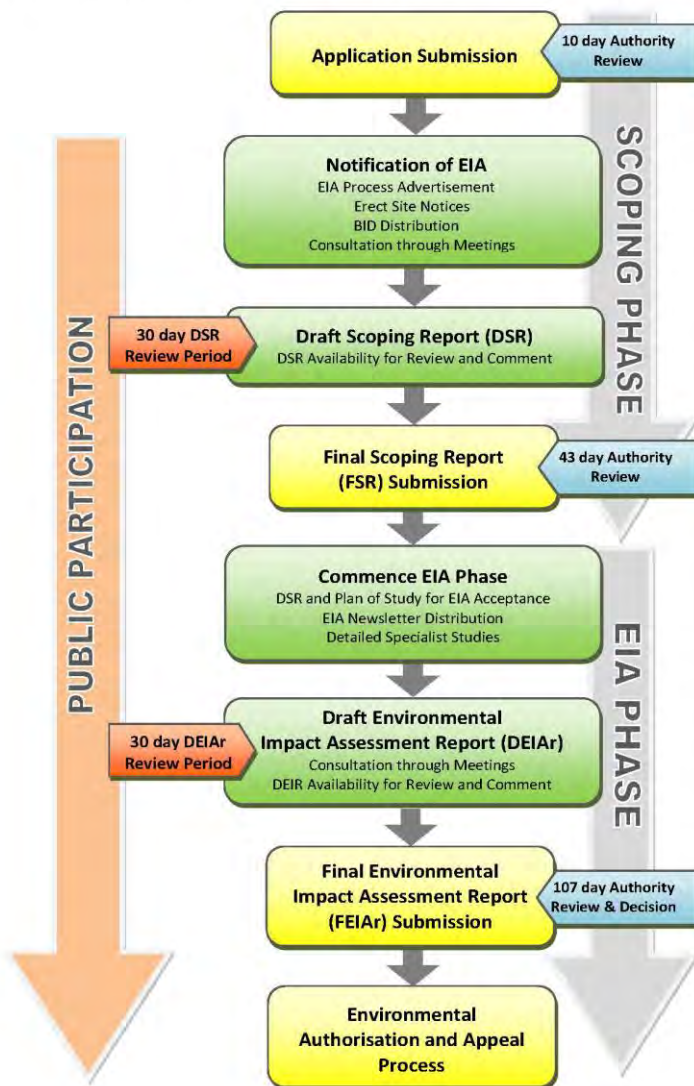 Application Submission
10 day Authority
Review
SCOPING PHASE
PUBLIC PARTICIPATION
Notification of EIA
EIA Process Advertisement
Erect Site Notices
BID Distribution
Consultation through Meetings
30 day DSR
Review Period
Draft Scoping Report (DSR)
DSR Availability for Review and Comment
Final Scoping Report
(FSR) Submission
43 day Authority
Review
Commence EIA Phase
DSR and Plan of Study for EIA Acceptance
EIA Newsletter Distribution
Detailed Specialist Studies
EIA PHASE
30 day DEIAr
Review Period
Draft Environmental
Impact Assessment Report (DEIAr)
Consultation through Meetings
DEIR Availability for Review and Comment
Final Environmental
Impact Assessment Report
(FEIAr) Submission
107 day Authority
Review & Decision
Environmental
Authorisation and Appeal
Process